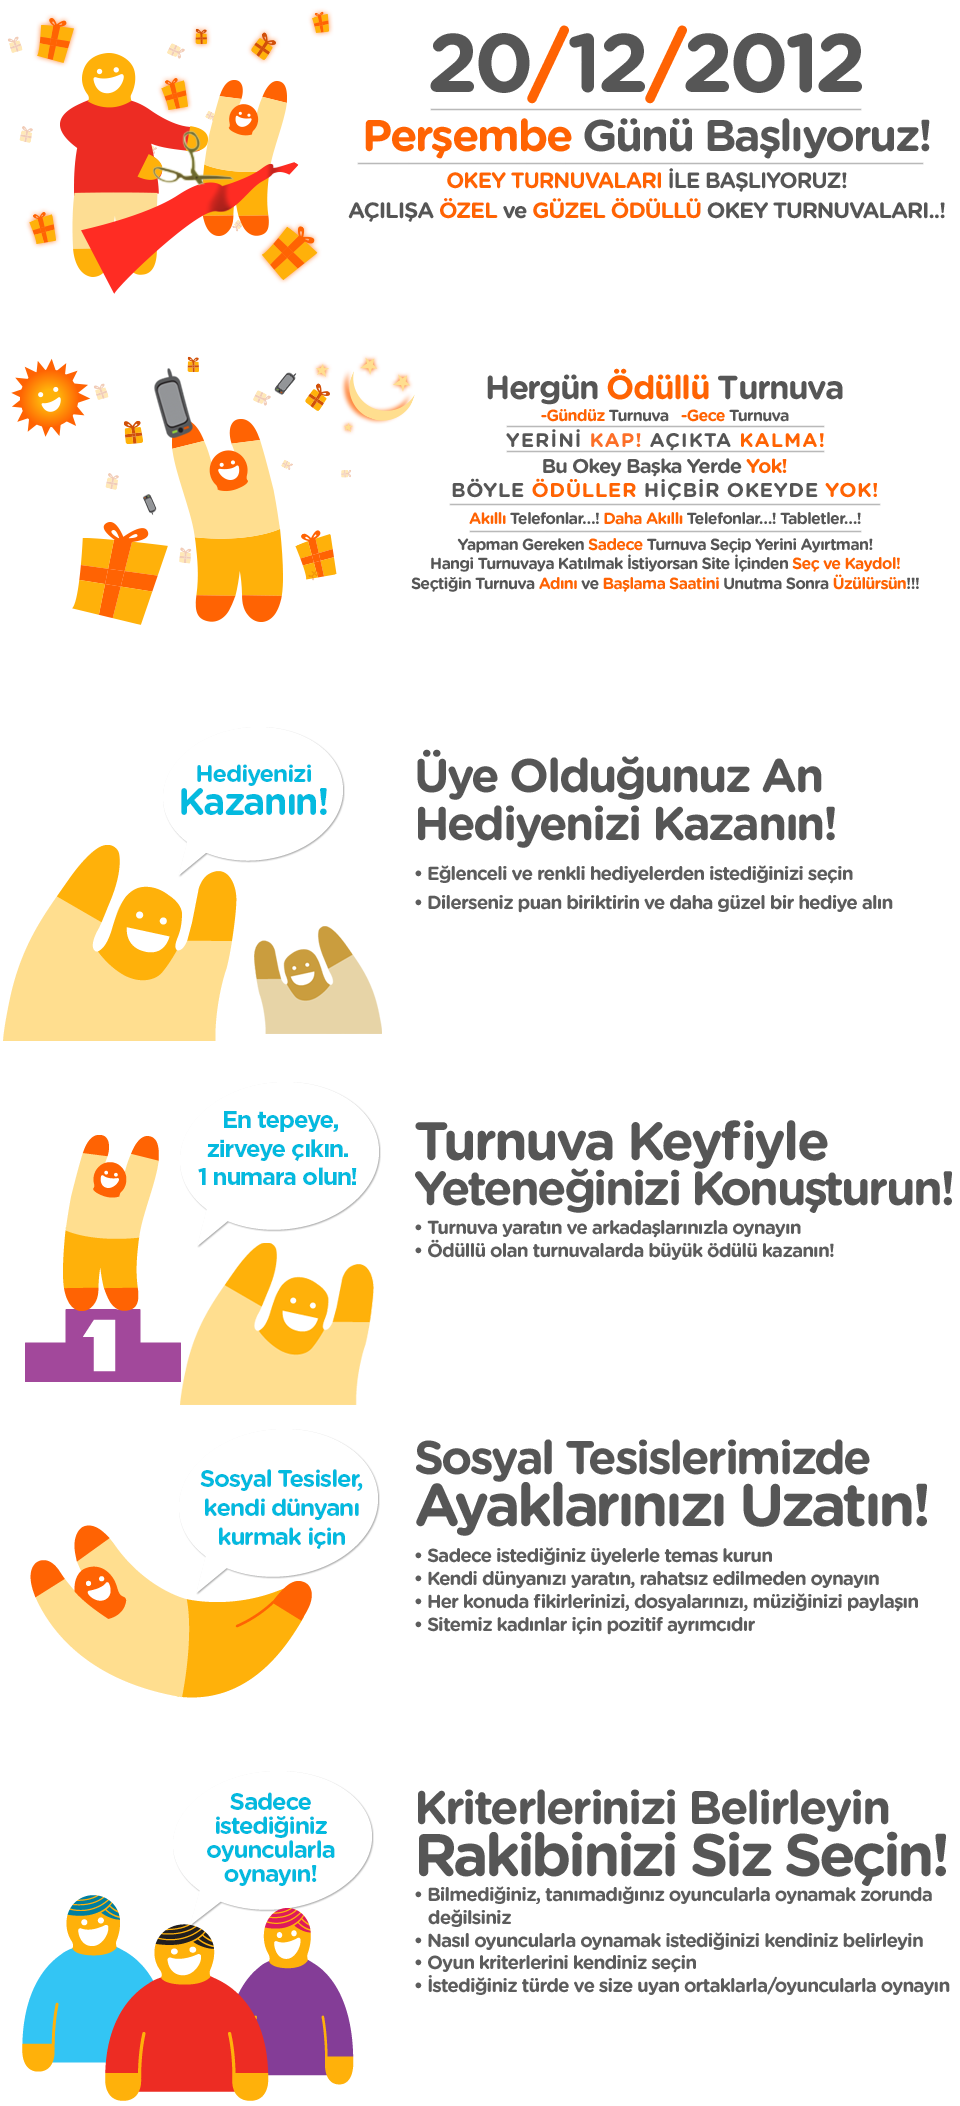 20/12/2012
Perşembe Günü Başlıyoruz!
OKEY TURNUVALARI İLE BAŞLIYORUZ!
AÇILIŞA ÖZEL ve GÜZEL ÖDÜLLÜ OKEY TURNUVALARI..!
Hergün Ödüllü Turnuva
-Gündüz Turnuva -Gece Turnuva
YERİNİ KAP! AÇIKTA KALMA!
Bu Okey Başka Yerde Yok!
BÖYLE ÖDÜLLER HİÇBİR OKEYDE YOK!
Akıllı Telefonlar...! Daha Akıllı Telefonlar...! Tabletler...!
Yapman Gereken Sadece Turnuva Seçip Yerini Ayırtman!
Hangi Turnuvaya Katılmak İstiyorsan Site İçinden Seç ve Kaydol!
Seçtiğin Turnuva Adını ve Başlama Saatini Unutma Sonra Üzülürsün!!!
Hediyenizi
Kazanın!
Üye Olduğunuz An
Hediyenizi Kazanın!
• Eğlenceli ve renkli hediyelerden istediğinizi seçin
• Dilerseniz puan biriktirin ve daha güzel bir hediye alın
En tepeye,
zirveye çıkın.
1 numara olun!
1
Turnuva Keyfiyle
Yeteneğinizi Konuşturun!
• Turnuva yaratın ve arkadaşlarınızla oynayın
• Ödüllü olan turnuvalarda büyük ödülü kazanın!
Sosyal Tesisler,
kendi dünyanı
kurmak için
Sosyal Tesislerimizde
Ayaklarınızı Uzatın!
• Sadece istediğiniz üyelerle temas kurun
• Kendi dünyanızı yaratın, rahatsız edilmeden oynayın
• Her konuda fikirlerinizi, dosyalarınızı, müziğinizi paylaşın
• Sitemiz kadınlar için pozitif ayrımcıdır
Sadece
istediğiniz
oyuncularla
oynayın!
Kriterlerinizi Belirleyin
Rakibinizi Siz Seçin!
• Bilmediğiniz, tanımadığınız oyuncularla oynamak zorunda
değilsiniz
• Nasıl oyuncularla oynamak istediğinizi kendiniz belirleyin
• Oyun kriterlerini kendiniz seçin
• İstediğiniz türde ve size uyan ortaklarla/oyuncularla oynayın